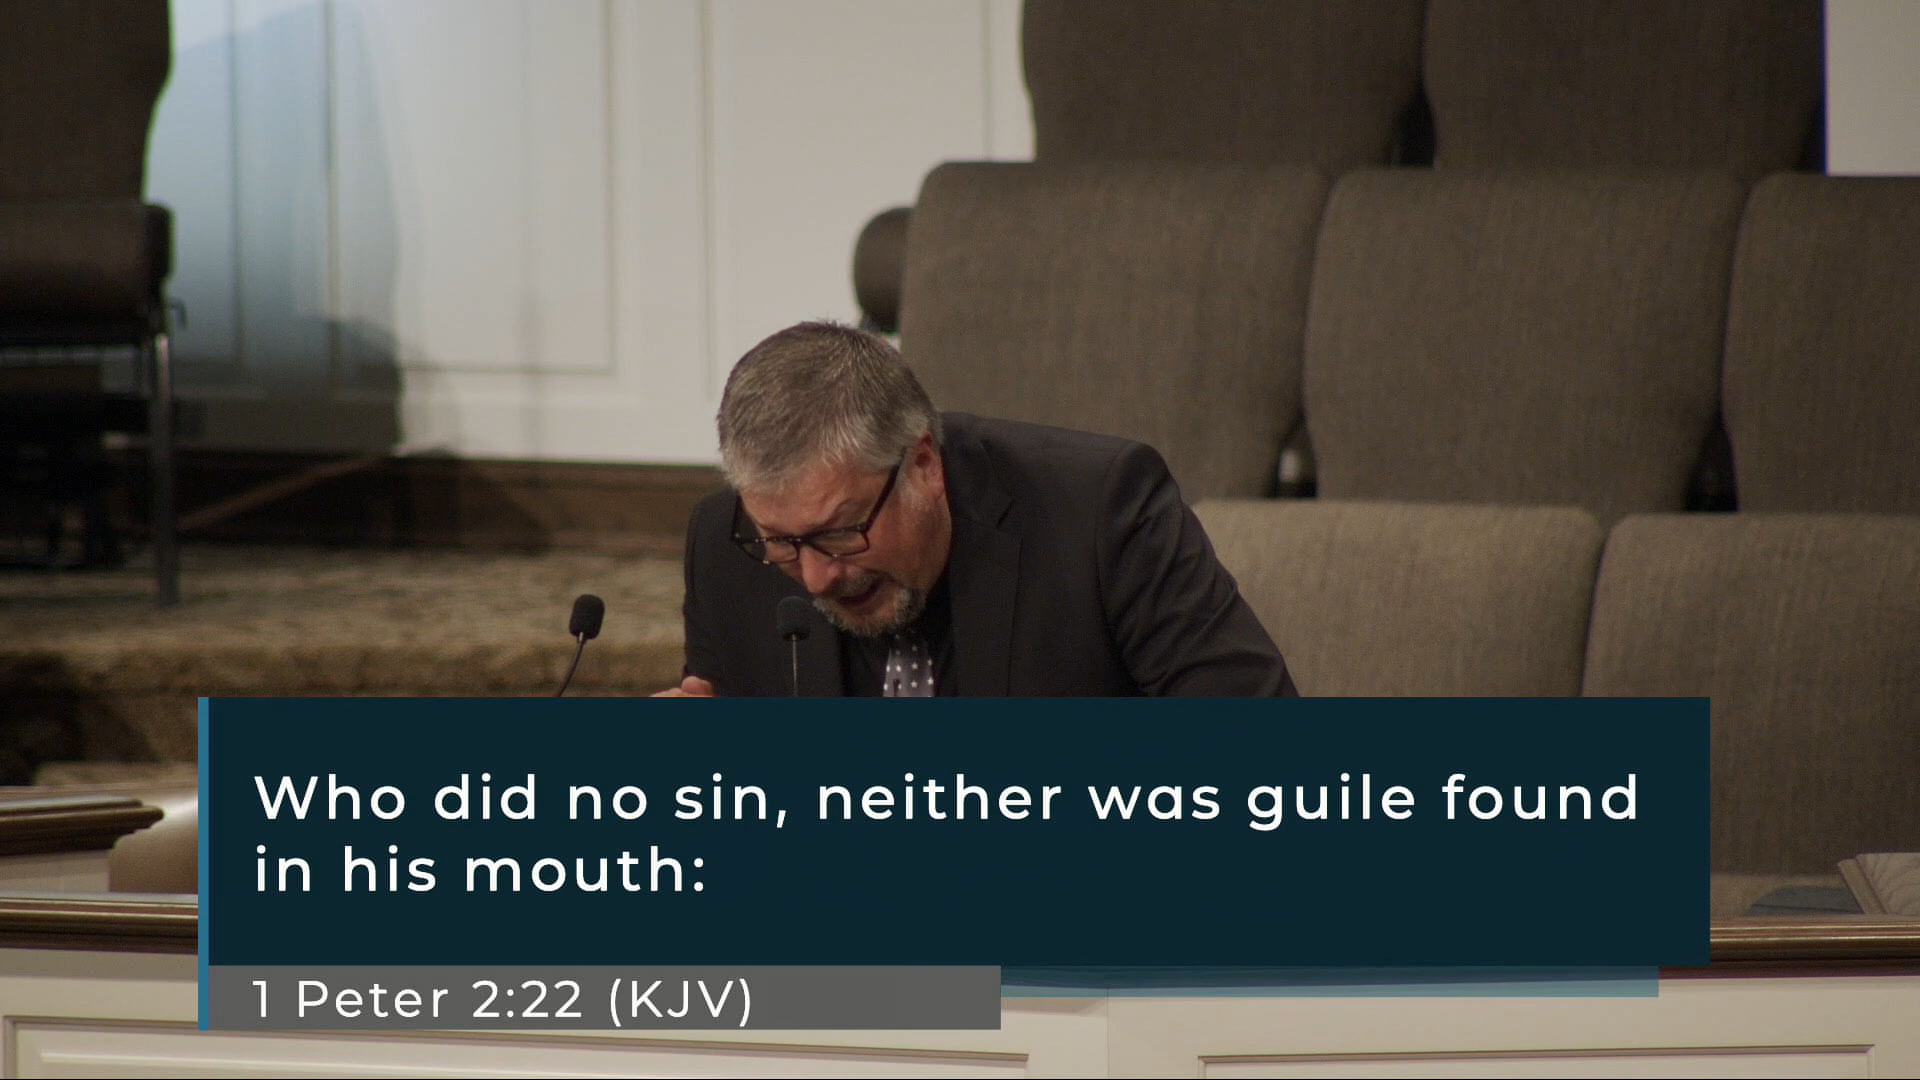 Who did no sin, neither was guile found
in his mouth:
1 Peter 2:22 (KJV)